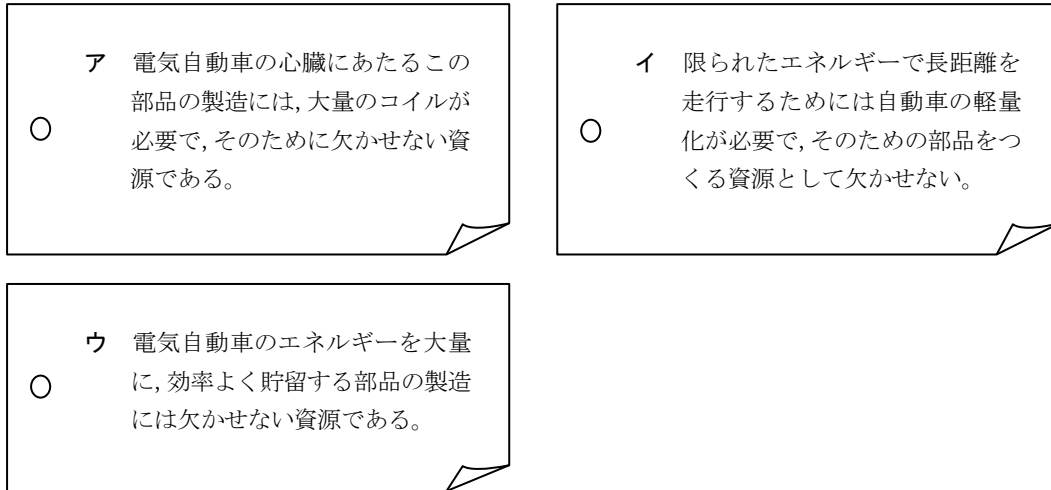 ア 電気自動車の心臓にあたるこの
部品の製造には,大量のコイルが
必要で,そのために欠かせない資
源である。
イ 限られたエネルギーで長距離を
走行するためには自動車の軽量
化が必要で,そのための部品をつ
くる資源として欠かせない。
ウ 電気自動車のエネルギーを大量
に,効率よく貯留する部品の製造
には欠かせない資源である。